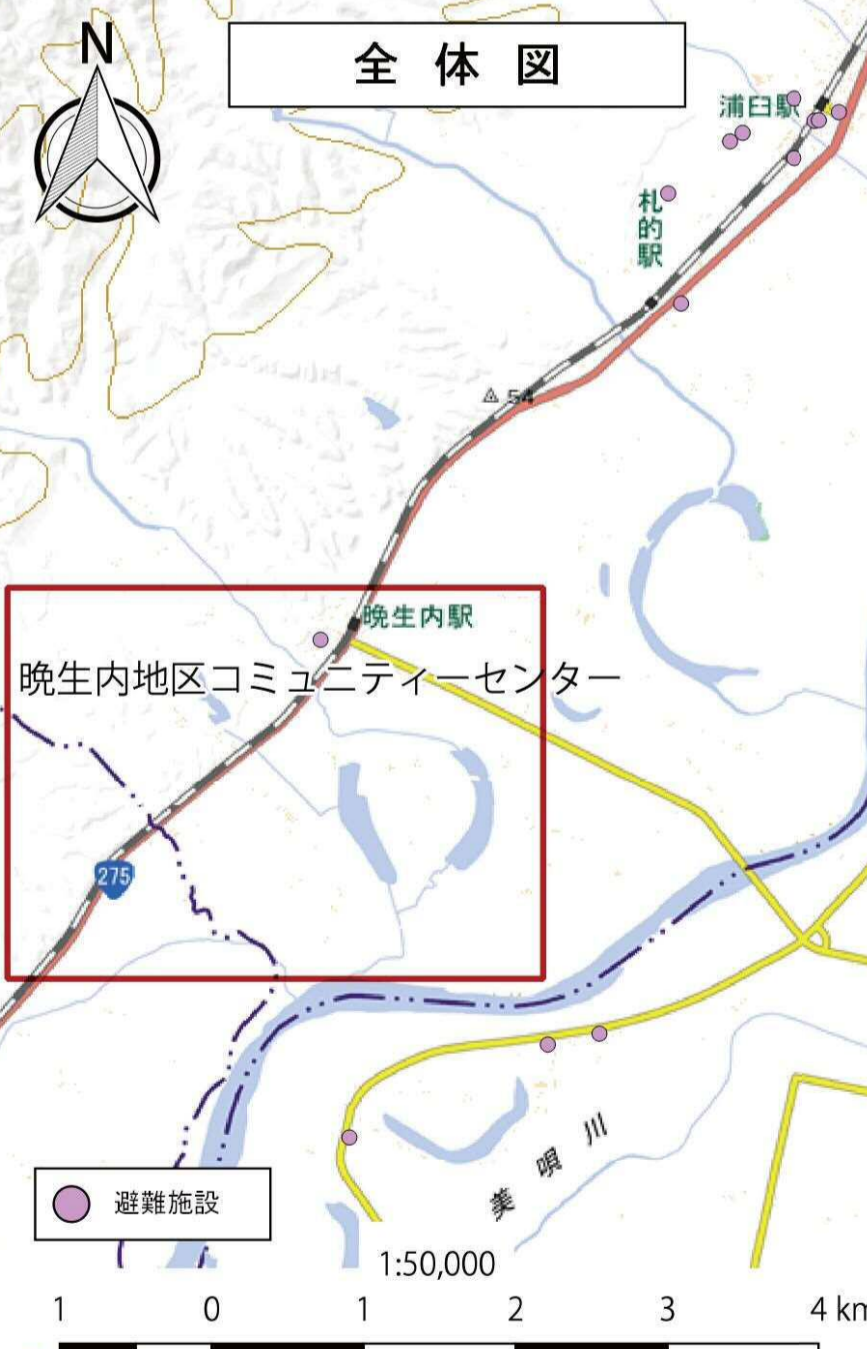 N
全体図
浦臼駅
札的駅
54
晩生内駅
晩生内地区コミュニティーセンター
275
美唄川
避難施設
1:50,000
1 0 1 2 3 4 km